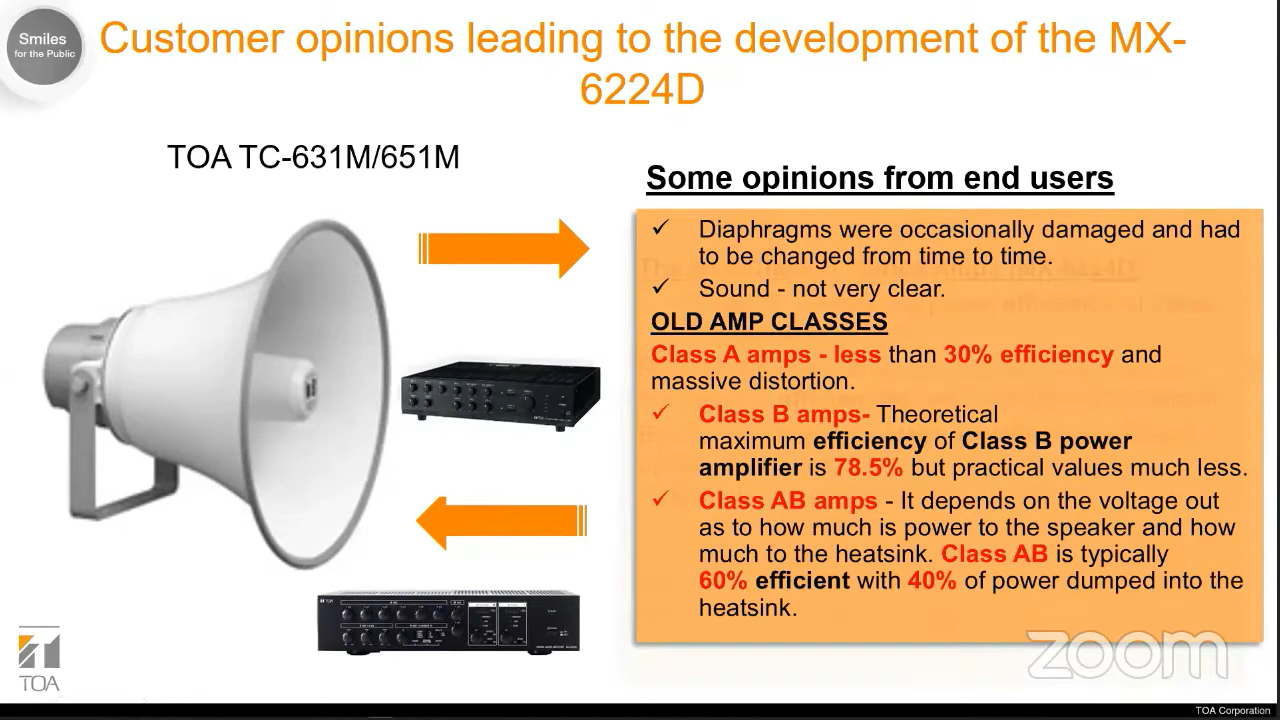 Smiles
for the Public
Customer opinions leading to the development of the MX-
6224D
TOA TC-631M/651M
Some opinions from end users
✓ Diaphragms were occasionally damaged and had
to be changed from time to time.
✓ Sound - not very clear.
OLD AMP CLASSES
Class A amps - less than 30% efficiency and
massive distortion.
✓ Class B amps- Theoretical
maximum efficiency of Class B power
amplifier is 78.5% but practical values much less.
✓ Class AB amps - It depends on the voltage out
as to how much is power to the speaker and how
much to the heatsink. Class AB is typically
60% efficient with 40% of power dumped into the
heatsink.
TOA
zoom
TOA Corporation